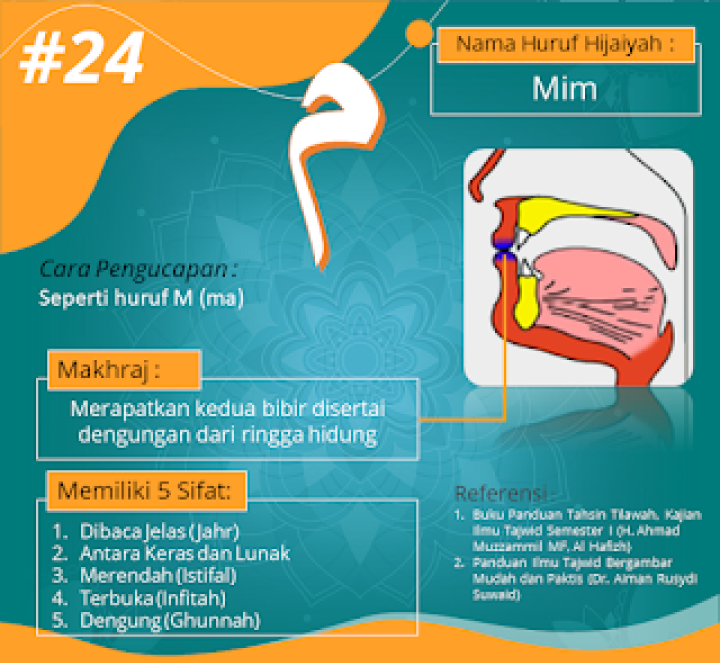 #24
Nama Huruf Hijaiyah :
Mim
م
Cara Pengucapan :
Seperti huruf M (ma)
Makhraj :
Merapatkan kedua bibir disertai
dengungan dari ringga hidung
Memiliki 5 Sifat:
1. Dibaca Jelas (Jahr)
2. Antara Keras dan Lunak
3. Merendah (Istifal)
4. Terbuka (Infitah)
5. Dengung (Ghunnah)
Referensi :
1. Buku Panduan Tahsin Tilawah, Kajian
Ilmu Tajwid Semester I (H. Ahmad
Muzzammil MF, Al Hafizh)
2. Panduan Ilmu Tajwid Bergambar
Mudah dan Paktis (Dr. Aiman Rusydi
Suwaid)